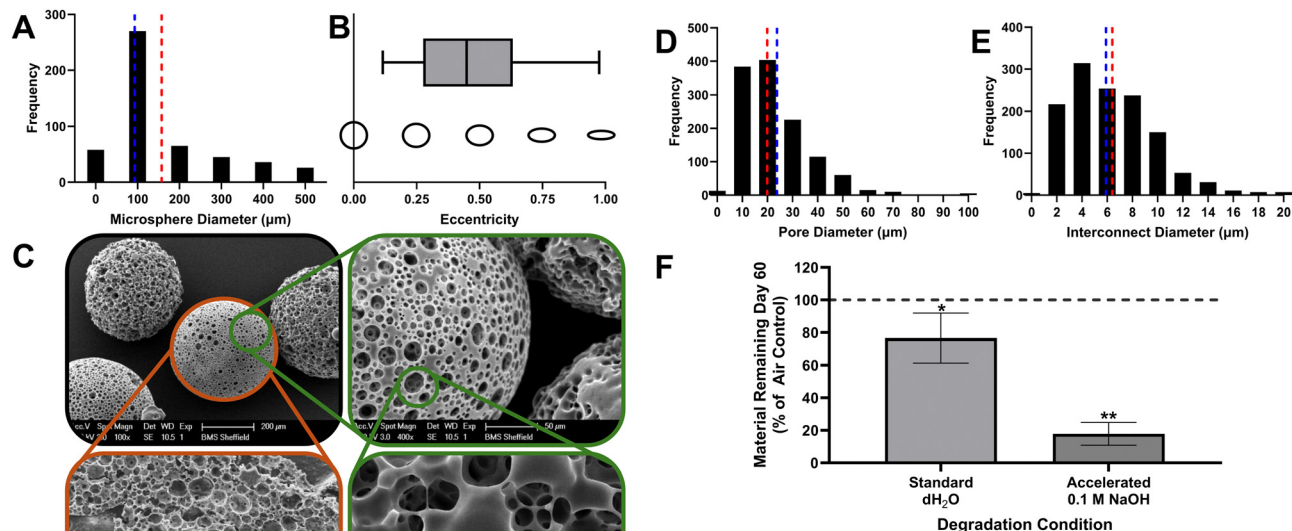 A
300
200
100
0
Frequency
0
100
200
300
400
500
Microsphere Diameter (µm)
B
0.00
0.25
0.50
0.75
1.00
Eccentricity
C
cc.V Spot Magn Det WD Exp
3.0 100x SE 10.5 1
200 µm
BMS Sheffield
Acc.V Spot Magn Det WD Exp
kV 3.0 400x SE 10.5 1
50 µm
BMS Sheffield
D
500
400
300
200
100
0
Frequency
0
10
20
30
40
50
60
70
80
90
100
Pore Diameter (µm)
E
400
300
200
100
0
Frequency
0
2
4
6
8
10
12
14
16
18
20
Interconnect Diameter (µm)
F
Material Remaining Day 60
(% of Air Control)
120
100
80
60
40
20
0
*
**
Standard
dH₂O
Accelerated
0.1 M NaOH
Degradation Condition